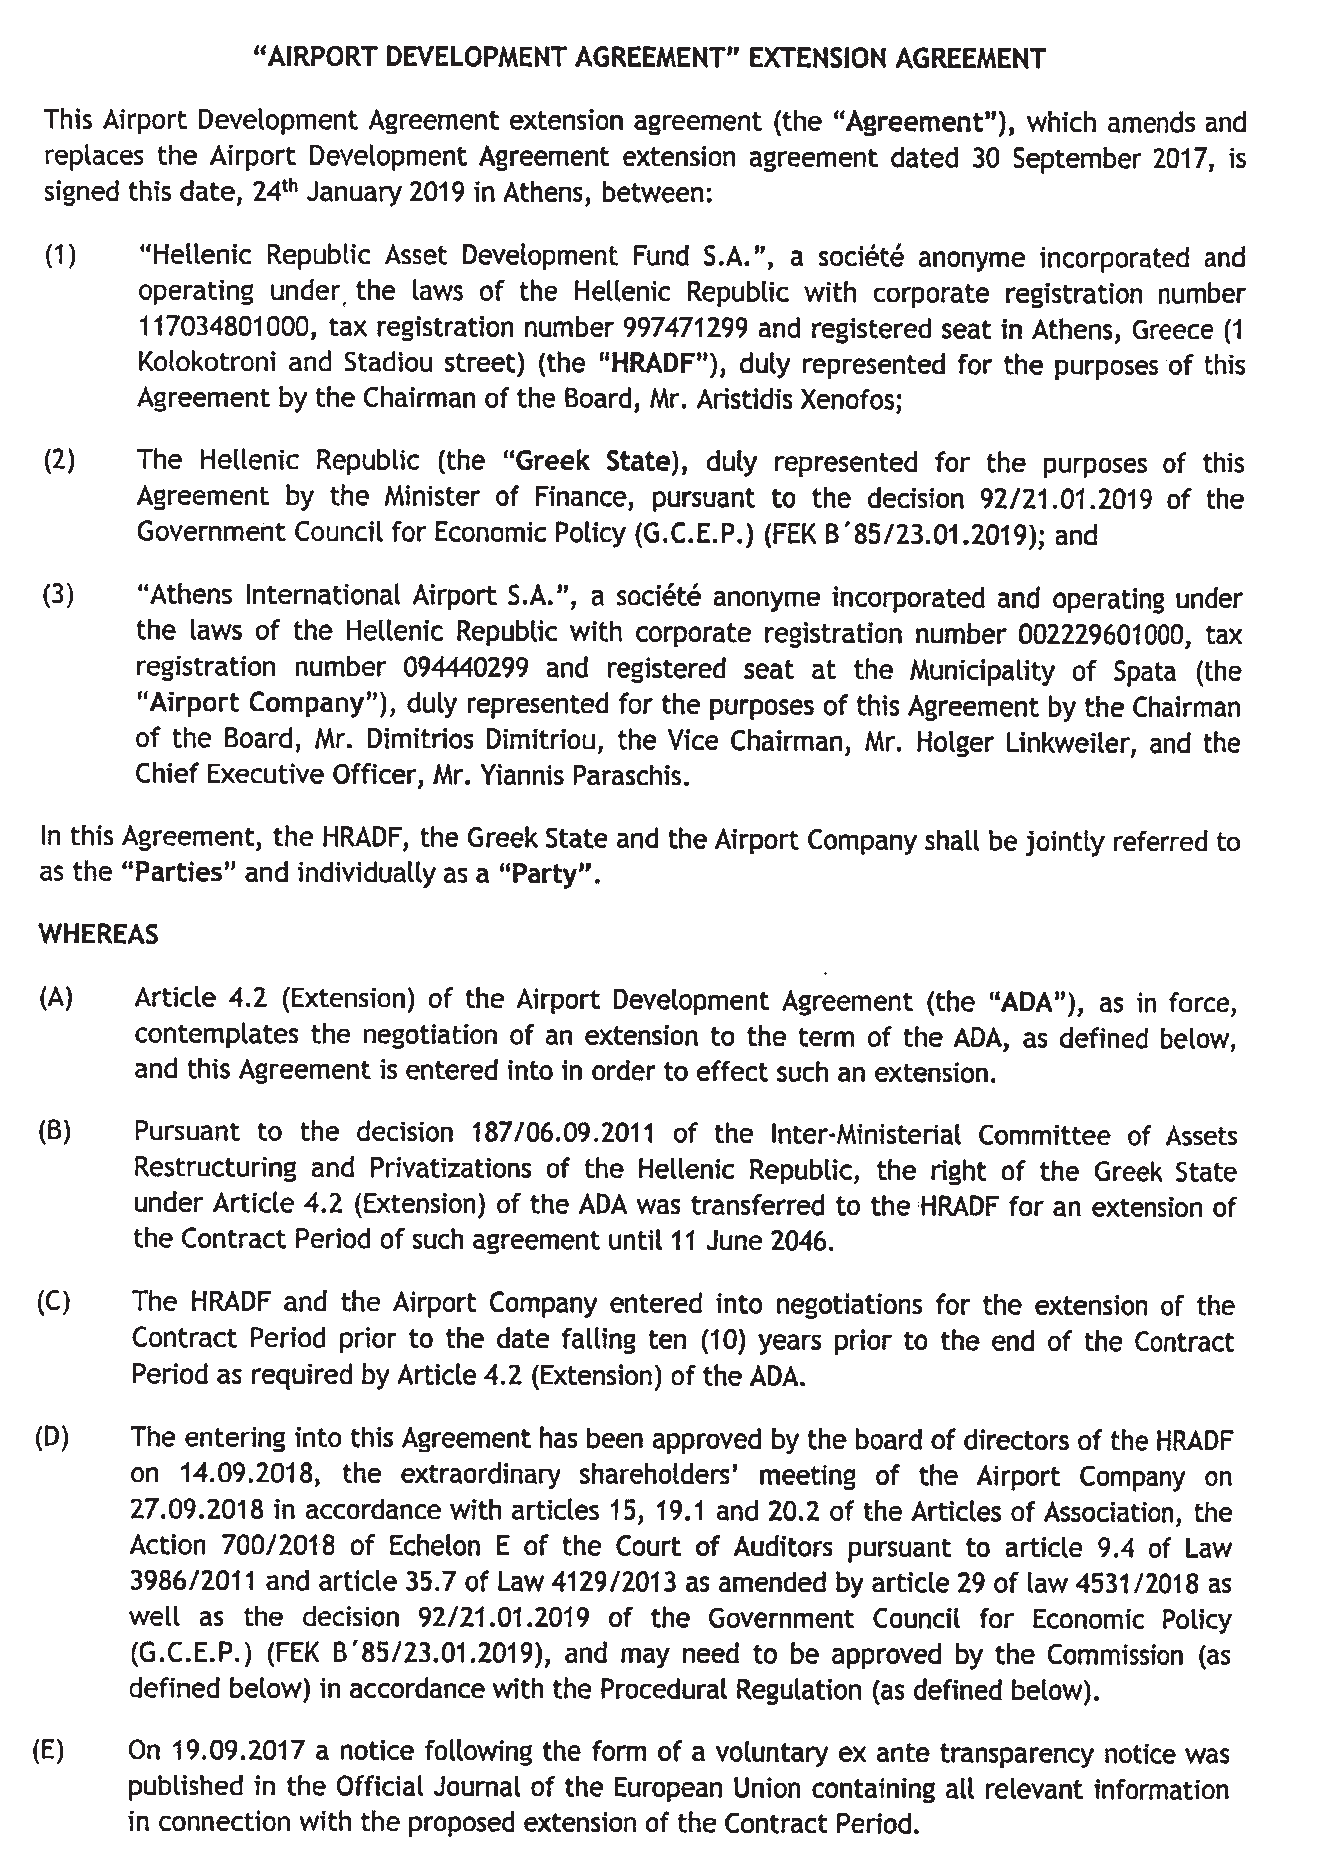 “AIRPORT DEVELOPMENT AGREEMENT” EXTENSION AGREEMENT
This Airport Development Agreement extension agreement (the “Agreement”), which amends and
replaces the Airport Development Agreement extension agreement dated 30 September 2017, is
signed this date, 24th January 2019 in Athens, between:
(1) “Hellenic Republic Asset Development Fund S.A.”, a société anonyme incorporated and
operating under the laws of the Hellenic Republic with corporate registration number
117034801000, tax registration number 997471299 and registered seat in Athens, Greece (1
Kolokotroni and Stadiou street) (the “HRADF”), duly represented for the purposes of this
Agreement by the Chairman of the Board, Mr. Aristidis Xenofos;
(2) The Hellenic Republic (the “Greek State), duly represented for the purposes of this
Agreement by the Minister of Finance, pursuant to the decision 92/21.01.2019 of the
Government Council for Economic Policy (G.C.E.P.) (FEK B΄85/23.01.2019); and
(3) “Athens International Airport S.A.”, a société anonyme incorporated and operating under
the laws of the Hellenic Republic with corporate registration number 002229601000, tax
registration number 094440299 and registered seat at the Municipality of Spata (the
“Airport Company”), duly represented for the purposes of this Agreement by the Chairman
of the Board, Mr. Dimitrios Dimitriou, the Vice Chairman, Mr. Holger Linkweiler, and the
Chief Executive Officer, Mr. Yiannis Paraschis.
In this Agreement, the HRADF, the Greek State and the Airport Company shall be jointly referred to
as the “Parties” and individually as a “Party”.
WHEREAS
(A) Article 4.2 (Extension) of the Airport Development Agreement (the “ADA”), as in force,
contemplates the negotiation of an extension to the term of the ADA, as defined below,
and this Agreement is entered into in order to effect such an extension.
(B) Pursuant to the decision 187/06.09.2011 of the Inter-Ministerial Committee of Assets
Restructuring and Privatizations of the Hellenic Republic, the right of the Greek State
under Article 4.2 (Extension) of the ADA was transferred to the HRADF for an extension of
the Contract Period of such agreement until 11 June 2046.
(C) The HRADF and the Airport Company entered into negotiations for the extension of the
Contract Period prior to the date falling ten (10) years prior to the end of the Contract
Period as required by Article 4.2 (Extension) of the ADA.
(D) The entering into this Agreement has been approved by the board of directors of the HRADF
on 14.09.2018, the extraordinary shareholders’ meeting of the Airport Company on
27.09.2018 in accordance with articles 15, 19.1 and 20.2 of the Articles of Association, the
Action 700/2018 of Echelon E of the Court of Auditors pursuant to article 9.4 of Law
3986/2011 and article 35.7 of Law 4129/2013 as amended by article 29 of law 4531/2018 as
well as the decision 92/21.01.2019 of the Government Council for Economic Policy
(G.C.E.P.) (FEK B΄85/23.01.2019), and may need to be approved by the Commission (as
defined below) in accordance with the Procedural Regulation (as defined below).
(E) On 19.09.2017 a notice following the form of a voluntary ex ante transparency notice was
published in the Official Journal of the European Union containing all relevant information
in connection with the proposed extension of the Contract Period.